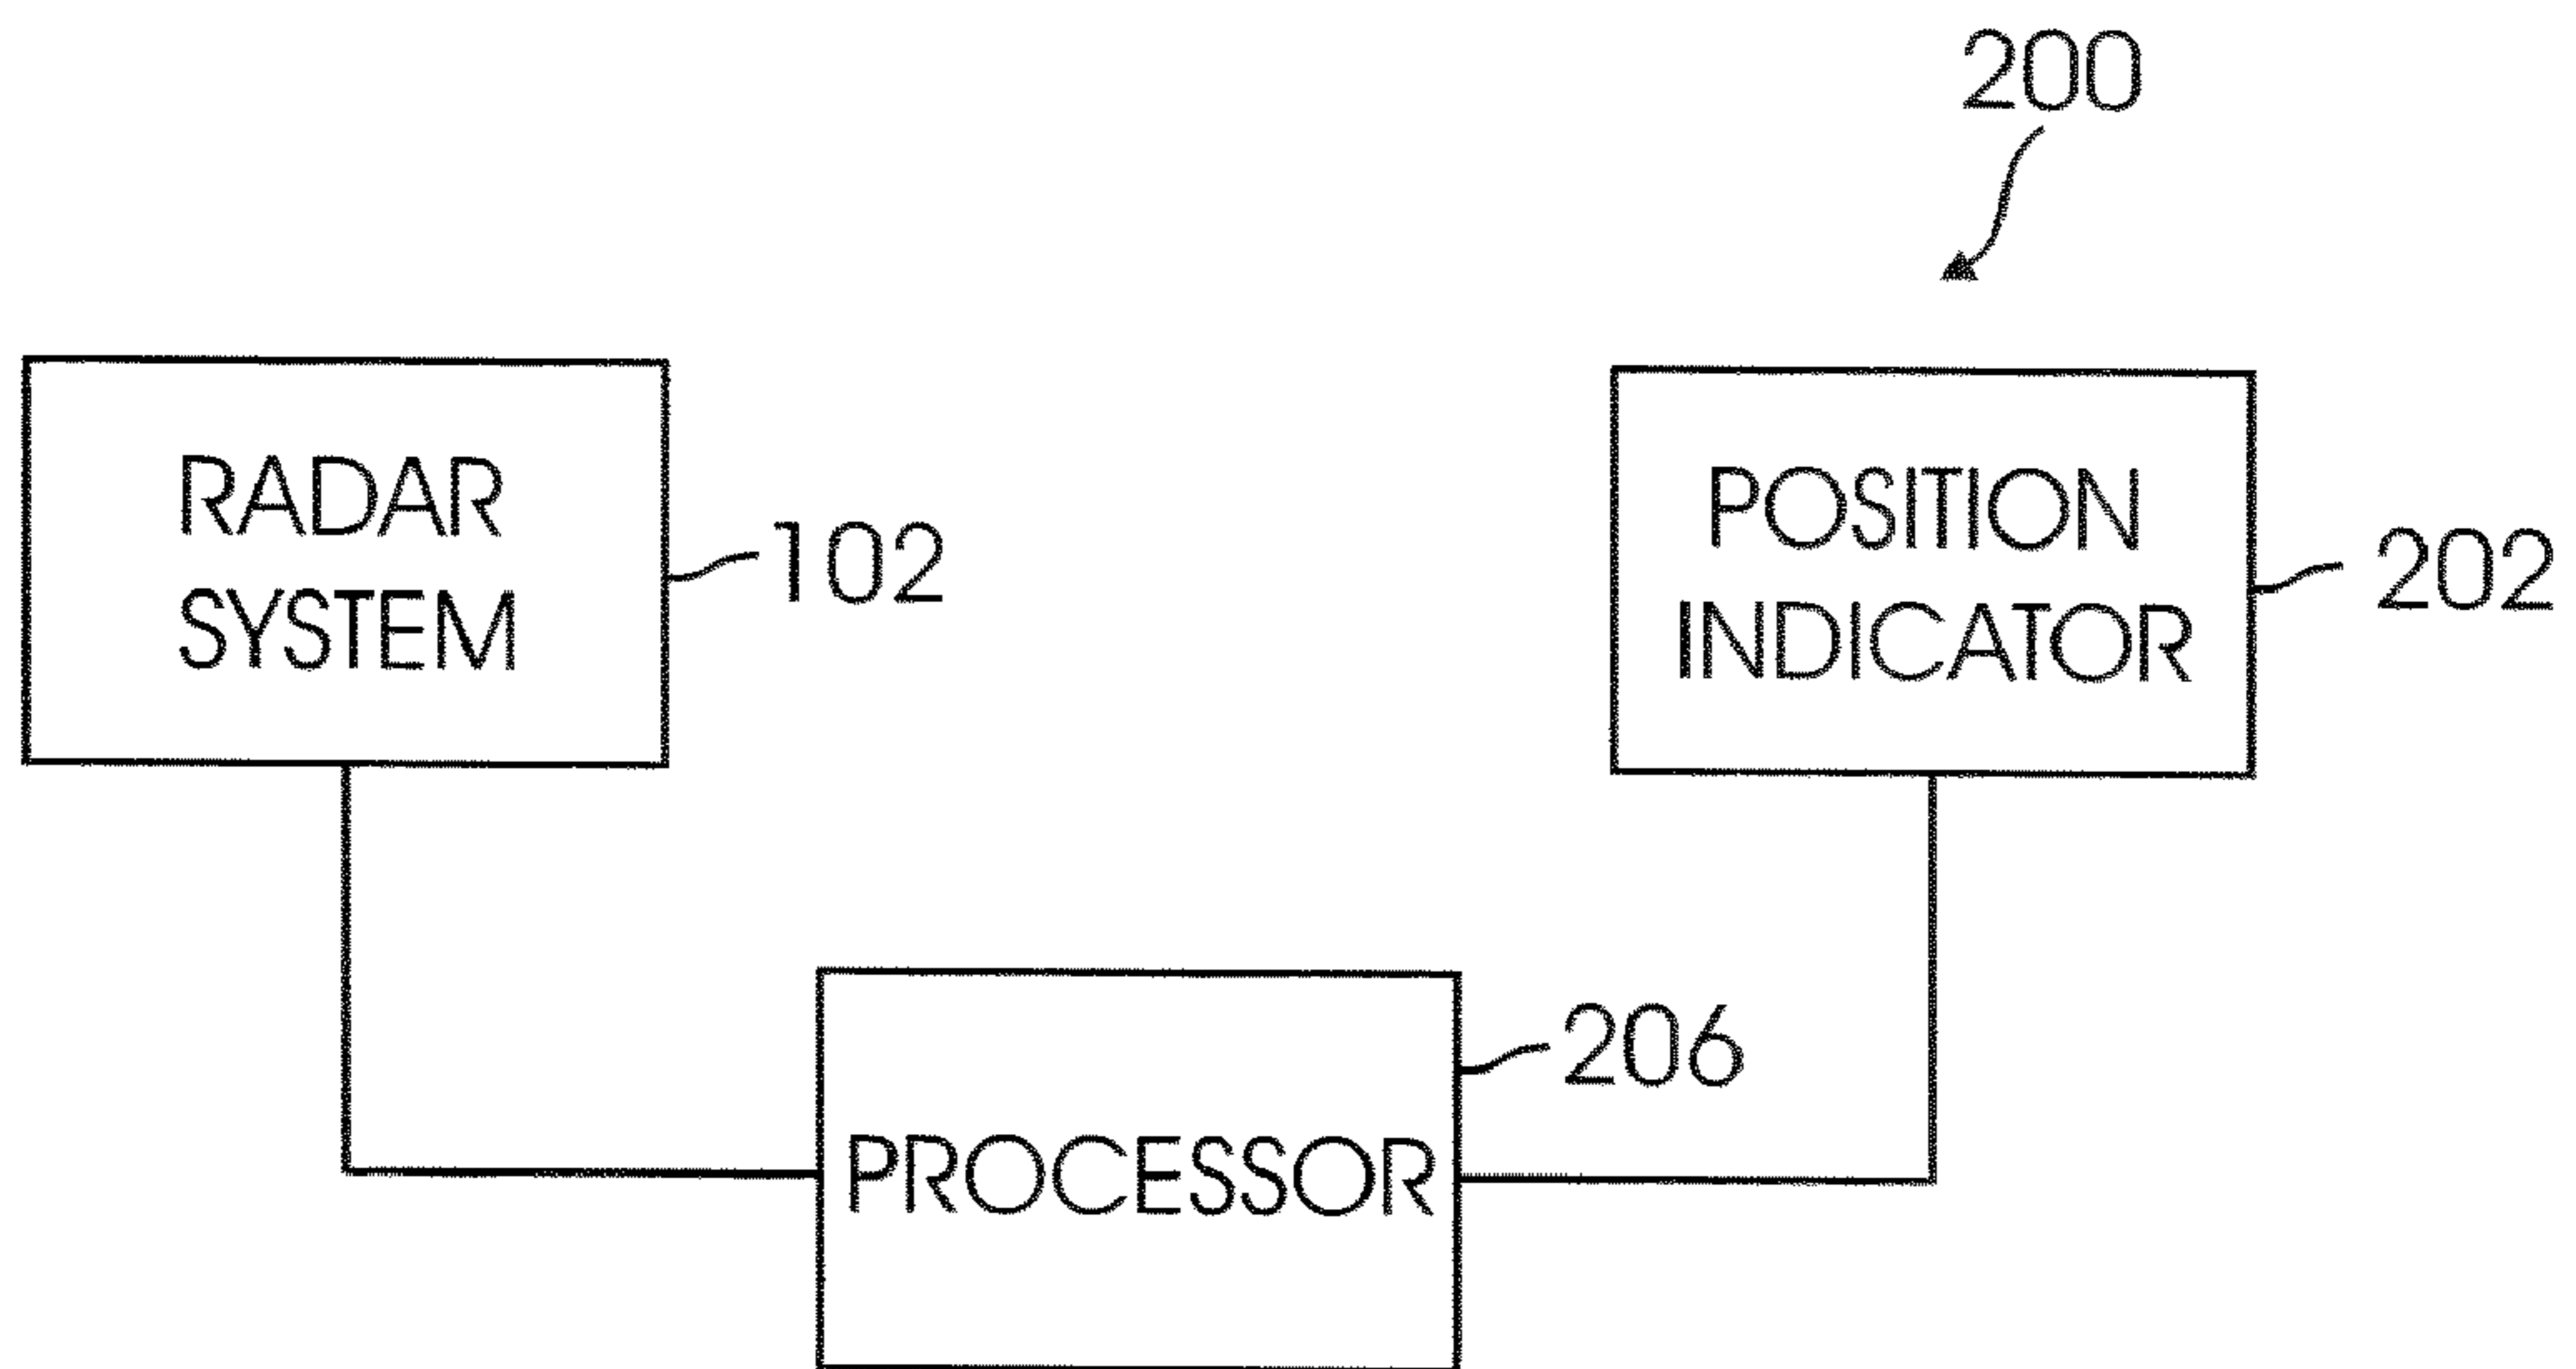 200
RADAR
SYSTEM
102
POSITION
INDICATOR
202
206
PROCESSOR